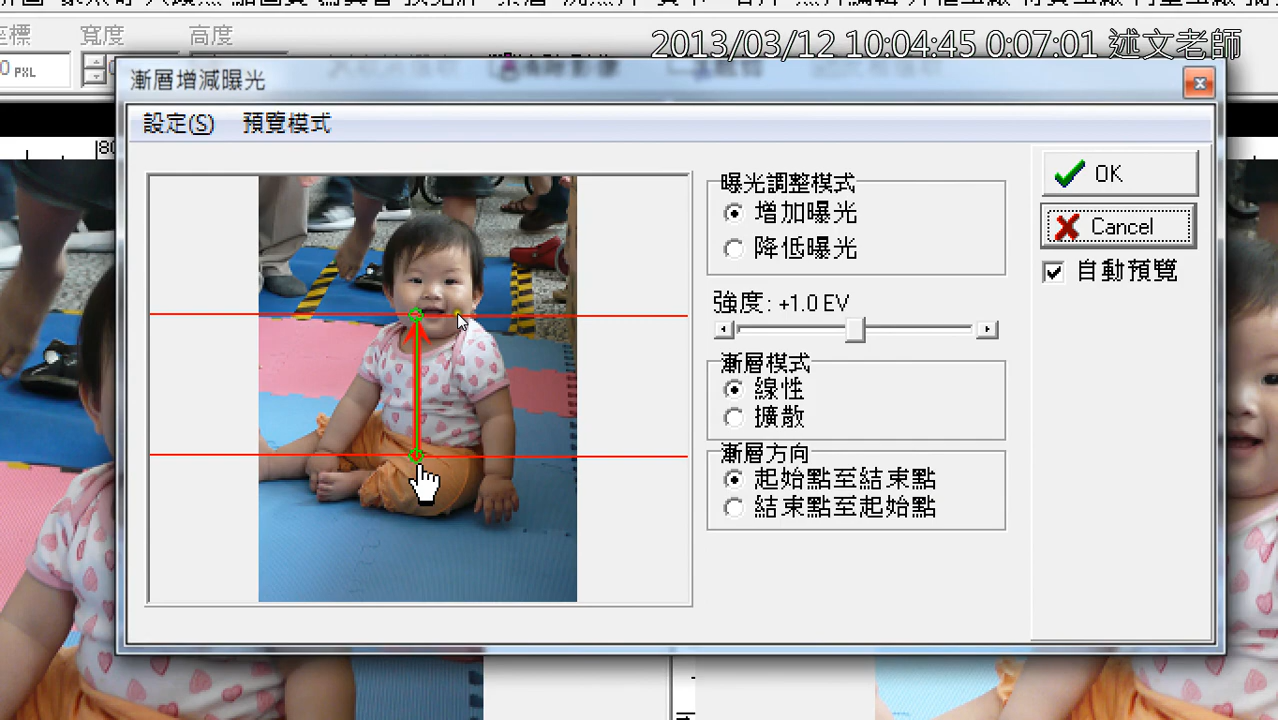 座標 寬度 高度
2013/03/12 10:04:45 0:07:01 述文老師
0 PXL
漸層增減曝光
設定(S) 預覽模式
曝光調整模式
增加曝光
降低曝光
強度: +1.0 EV
漸層模式
線性
擴散
漸層方向
起始點至結束點
結束點至起始點
OK
Cancel
自動預覽